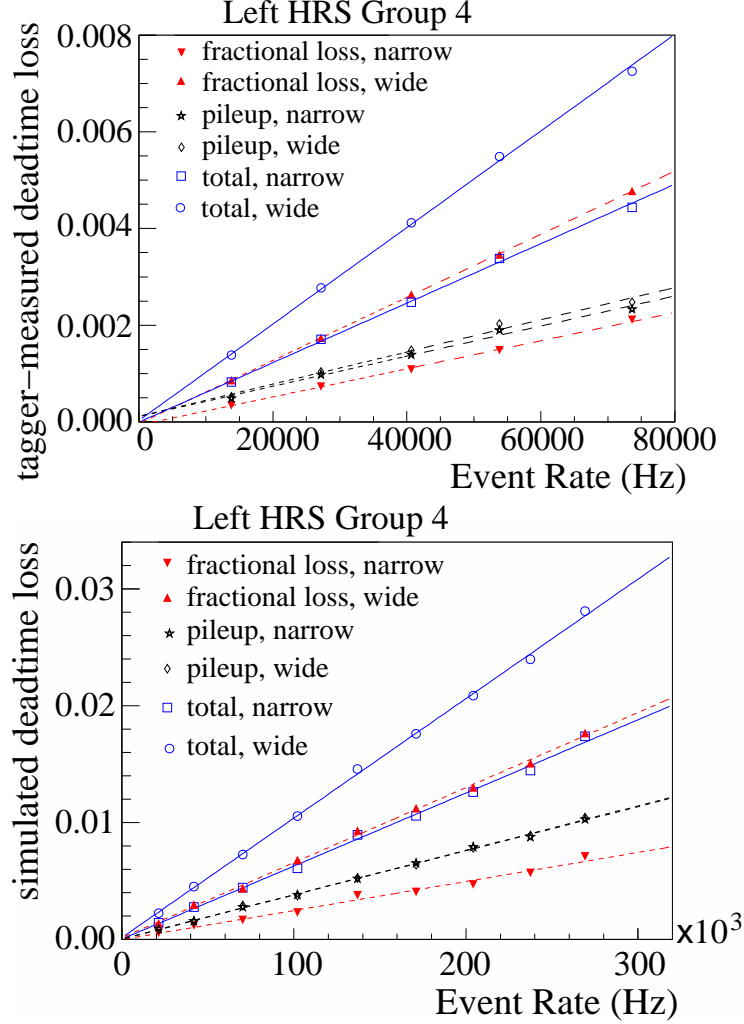 Left HRS Group 4
tagger−measured deadtime loss
0.008
0.006
0.004
0.002
0.000
fractional loss, narrow
fractional loss, wide
pileup, narrow
pileup, wide
total, narrow
total, wide
0 20000 40000 60000 80000
Event Rate (Hz)
Left HRS Group 4
simulated deadtime loss
0.03
0.02
0.01
0.00
fractional loss, narrow
fractional loss, wide
pileup, narrow
pileup, wide
total, narrow
total, wide
0 100 200 300
x10³
Event Rate (Hz)